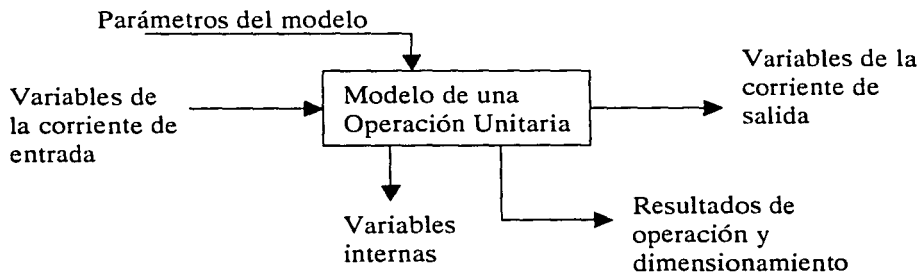 Parámetros del modelo
Variables de
la corriente de
entrada
Modelo de una
Operación Unitaria
Variables de la
corriente de
salida
Variables
internas
Resultados de
operación y
dimensionamiento